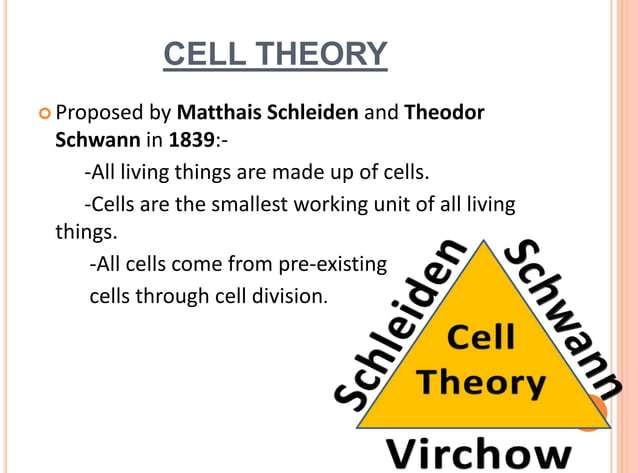 CELL THEORY
Proposed by Matthais Schleiden and Theodor
Schwann in 1839:-
-All living things are made up of cells.
-Cells are the smallest working unit of all living
things.
-All cells come from pre-existing
cells through cell division.
Schleiden
Schwann
Cell
Theory
Virchow